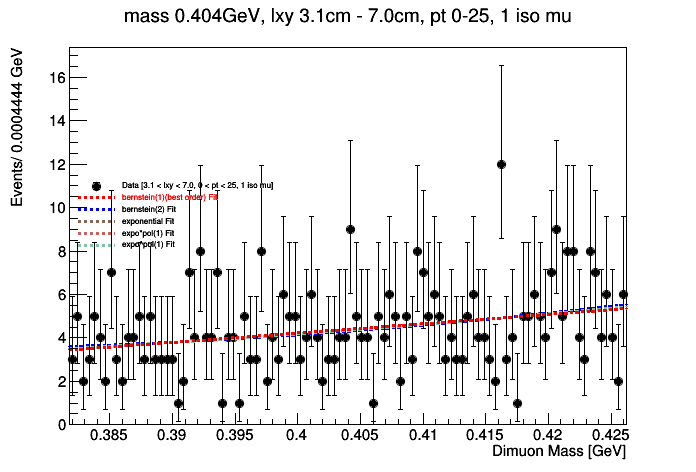 mass 0.404GeV, lxy 3.1cm - 7.0cm, pt 0-25, 1 iso mu
Events/ 0.0004444 GeV
16
14
12
10
8
6
4
2
0
Data [3.1 < lxy < 7.0, 0 < pt < 25, 1 iso mu]
bernstein(1)(best order) Fit
bernstein(2) Fit
exponential Fit
expo*pol(1) Fit
expo*pol(1) Fit
0.385 0.39 0.395 0.4 0.405 0.41 0.415 0.42 0.425
Dimuon Mass [GeV]